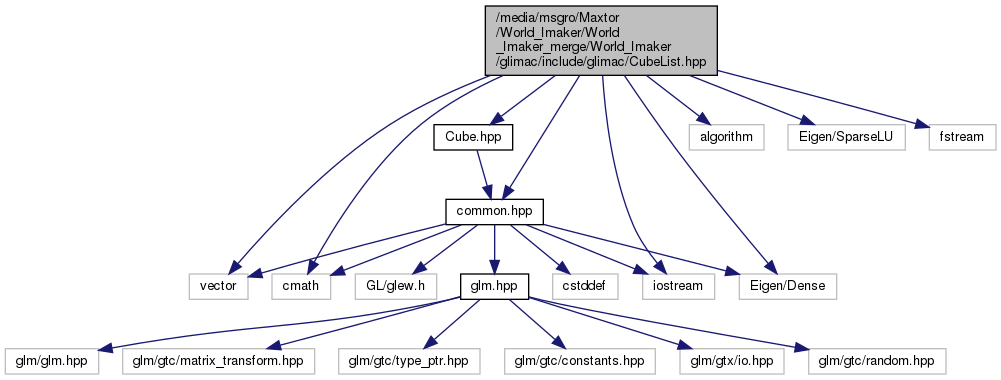 /media/msgro/Maxtor
/World_Imaker/World
_Imaker_merge/World_Imaker
/glimac/include/glimac/CubeList.hpp
Cube.hpp
algorithm
Eigen/SparseLU
fstream
common.hpp
vector
cmath
GL/glew.h
glm.hpp
cstddef
iostream
Eigen/Dense
glm/glm.hpp
glm/gtc/matrix_transform.hpp
glm/gtc/type_ptr.hpp
glm/gtc/constants.hpp
glm/gtx/io.hpp
glm/gtc/random.hpp